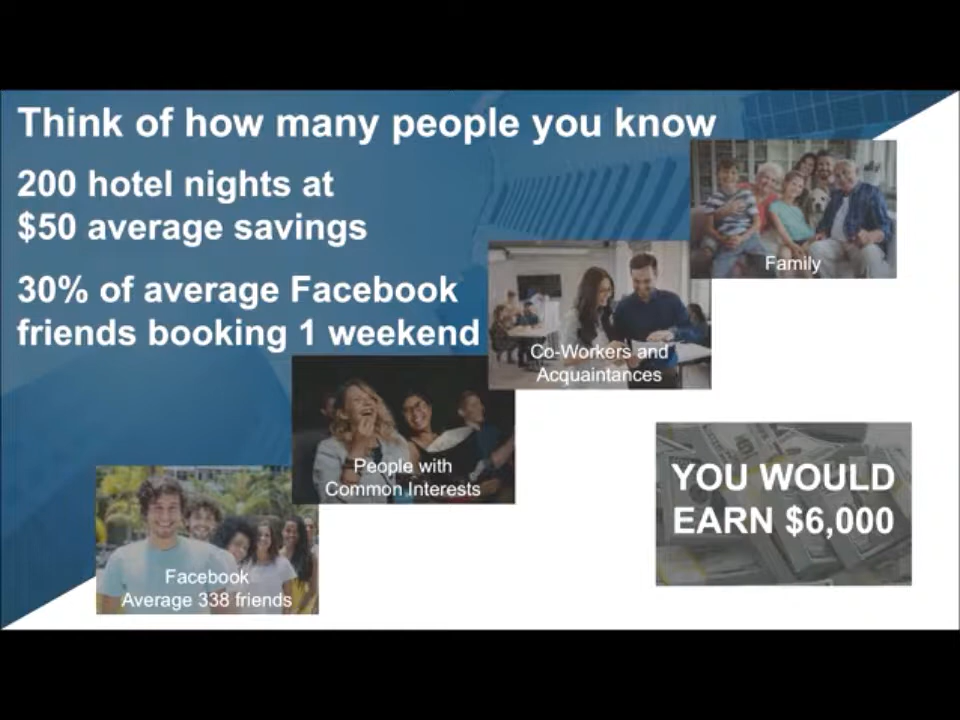 Think of how many people you know
200 hotel nights at
$50 average savings
30% of average Facebook
friends booking 1 weekend
Family
Co-Workers and
Acquaintances
People with
Common Interests
YOU WOULD
EARN $6,000
Facebook
Average 338 friends